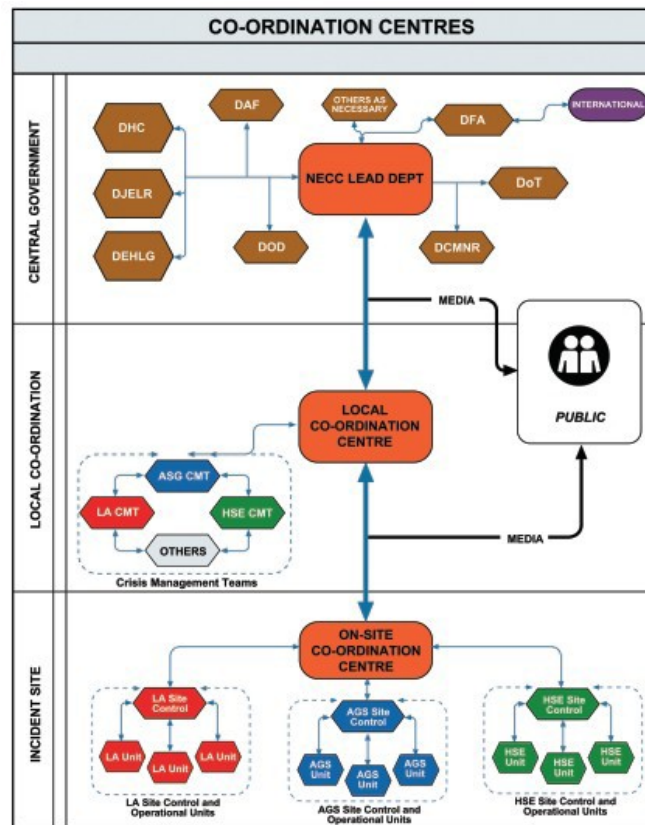 CO-ORDINATION CENTRES
CENTRAL GOVERNMENT
DHC
DAF
OTHERS AS
NECESSARY
DFA
INTERNATIONAL
DJELR
NECC LEAD DEPT
DoT
DEHLG
DOD
DCMNR
MEDIA
PUBLIC
LOCAL CO-ORDINATION
LOCAL
CO-ORDINATION
CENTRE
ASG CMT
LA CMT
HSE CMT
OTHERS
Crisis Management Teams
MEDIA
INCIDENT SITE
ON-SITE
CO-ORDINATION
CENTRE
LA Site
Control
LA Unit
LA Unit
LA Unit
LA Site Control and
Operational Units
AGS Site
Control
AGS
Unit
AGS
Unit
AGS
Unit
AGS Site Control and
Operational Units
HSE Site
Control
HSE
Unit
HSE
Unit
HSE
Unit
HSE Site Control and
Operational Units